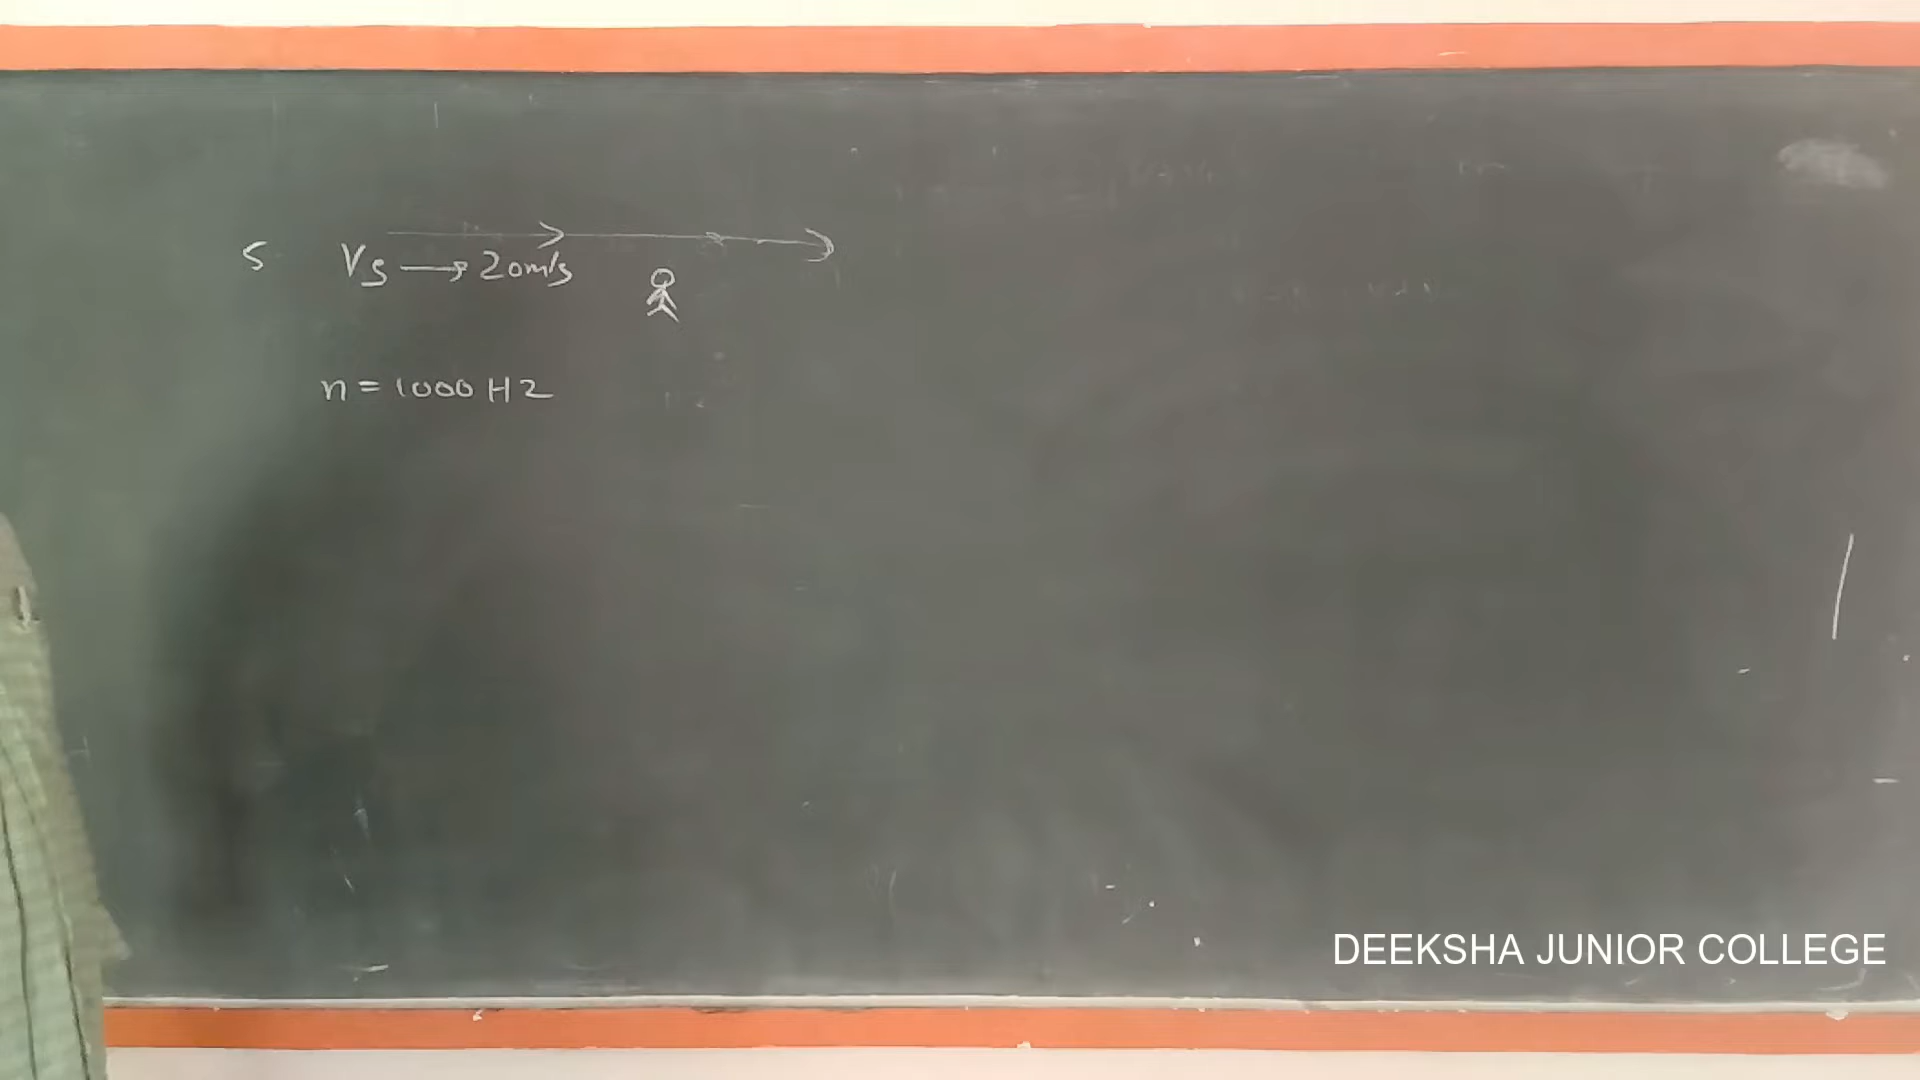 S Vs → 20m/s
n = 1000 HZ
DEEKSHA JUNIOR COLLEGE